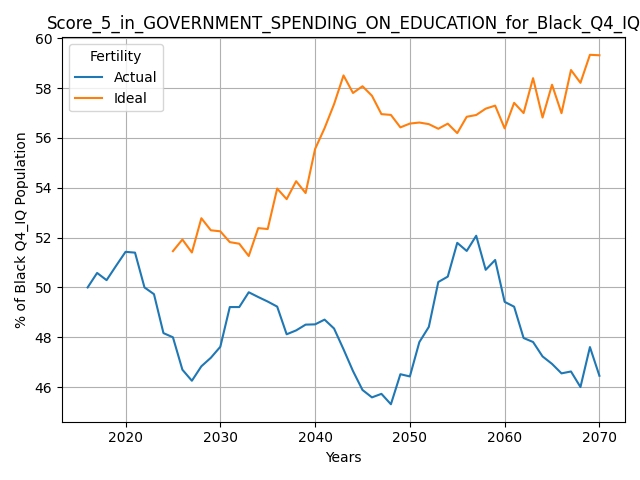 Score_5_in_GOVERNMENT_SPENDING_ON_EDUCATION_for_Black_Q4_IQ
Fertility
Actual
Ideal
% of Black Q4_IQ Population
60
58
56
54
52
50
48
46
2020 2030 2040 2050 2060 2070
Years